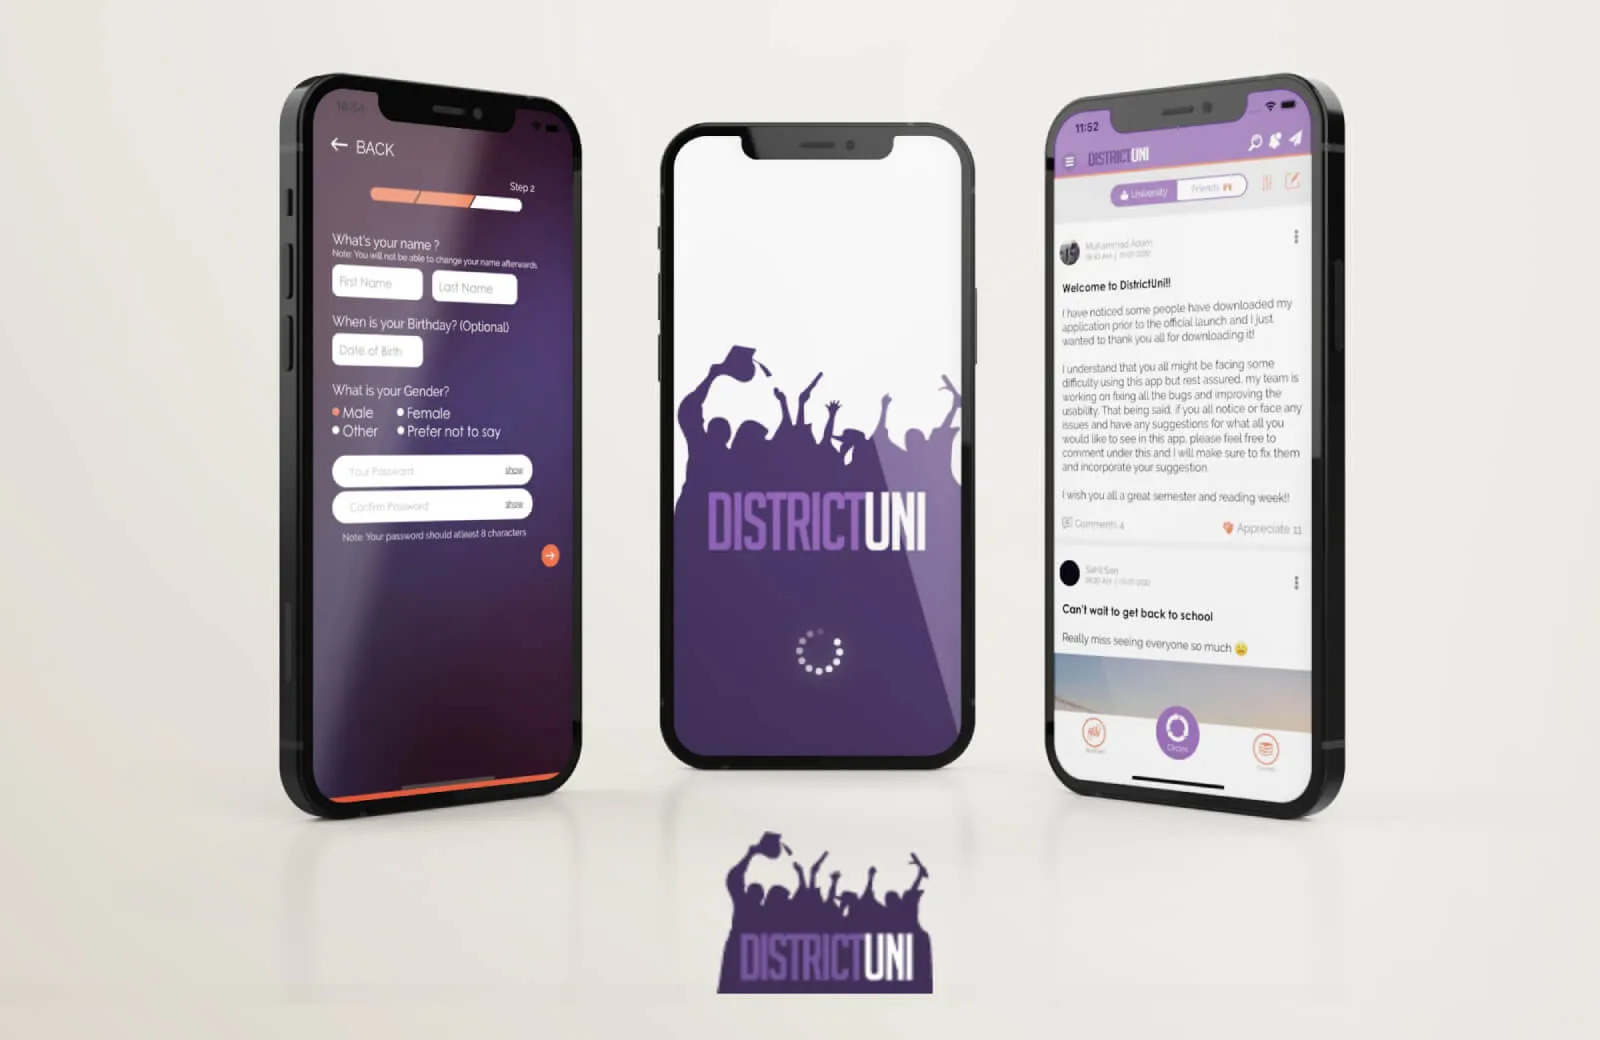 BACK
Step 2
What's your name ?
Note: You will not be able to change your name afterwards
First Name
Last Name
When is your Birthday? (Optional)
Date of Birth
What is your Gender?
Male
Female
Other
Prefer not to say
Your Password
show
Confirm Password
show
Note: Your password should atleast 8 characters
DISTRICTUNI
11:52
DISTRICTUNI
University
Friends
Muhammad Adam
Welcome to DistrictUni!!
I have noticed some people have downloaded my
application prior to the official launch and I just
wanted to thank you all for downloading it!
I understand that you all might be facing some
difficulty using this app but rest assured, my team is
working on fixing all the bugs and improving the
usability. That being said, if you all notice or face any
issues and have any suggestions for what all you
would like to see in this app, please feel free to
comment under this and I will make sure to fix them
and incorporate your suggestion
I wish you all a great semester and reading week!!
Comments 4
Appreciate 11
Sahil Sen
Can't wait to get back to school
Really miss seeing everyone so much
Circles
DISTRICTUNI